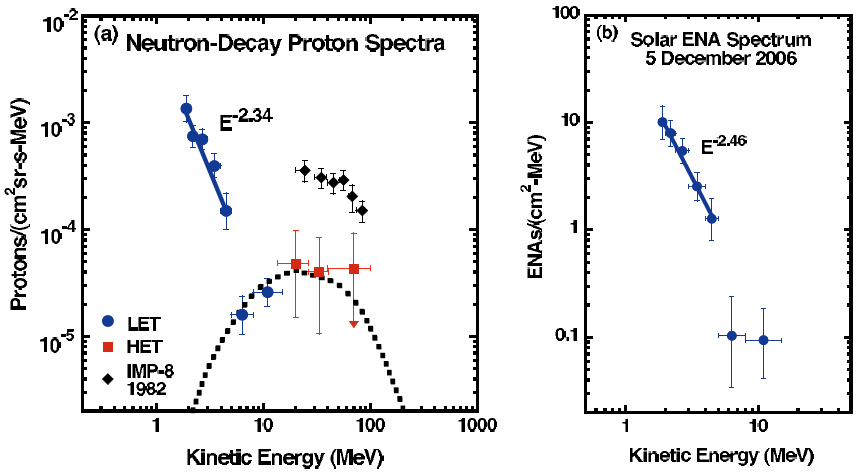 (a) Neutron-Decay Proton Spectra
10^-2
10^-3
10^-4
10^-5
Protons/(cm^2sr-s-MeV)
E^-2.34
LET
HET
IMP-8
1982
1 10 100 1000
Kinetic Energy (MeV)
(b)
Solar ENA Spectrum
5 December 2006
100
10
1
0.1
ENAs/(cm^2-MeV)
E^-2.46
1 10
Kinetic Energy (MeV)